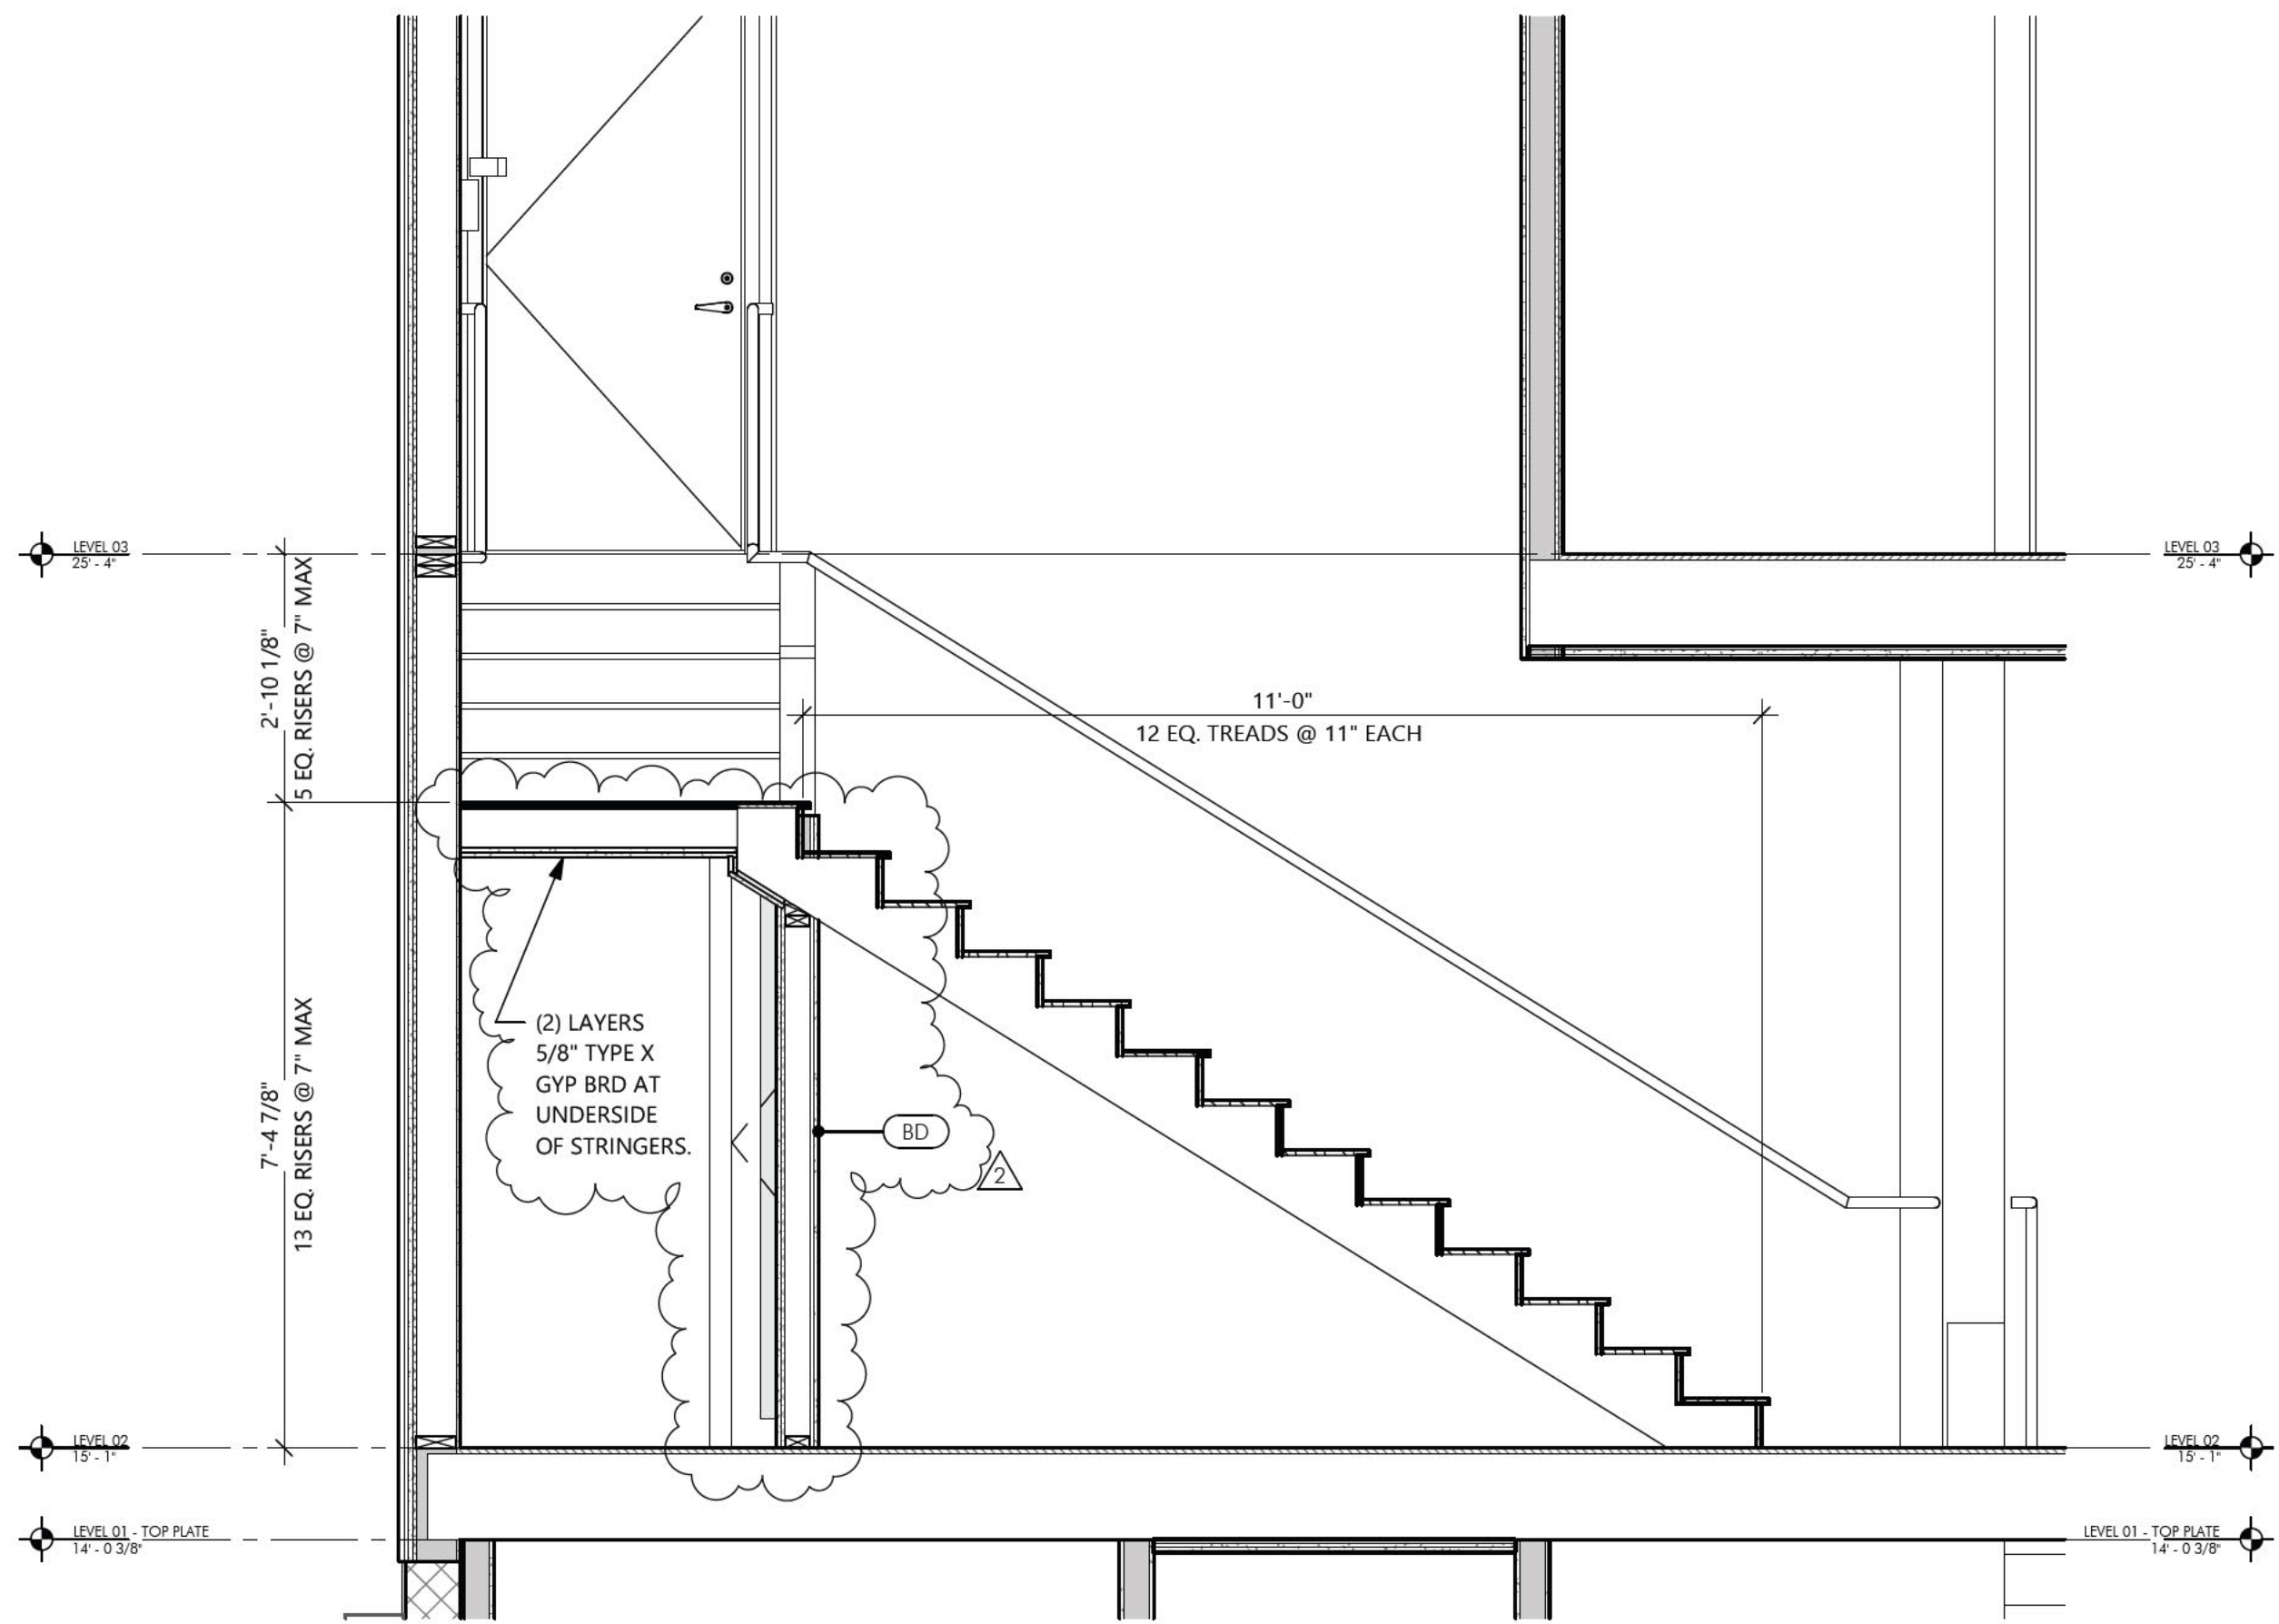 LEVEL 03
25' - 4"
LEVEL 03
25' - 4"
2'-10 1/8"
5 EQ. RISERS @ 7" MAX
11'-0"
12 EQ. TREADS @ 11" EACH
(2) LAYERS
5/8" TYPE X
GYP BRD AT
UNDERSIDE
OF STRINGERS.
7'-4 7/8"
13 EQ. RISERS @ 7" MAX
BD
2
LEVEL 02
15' - 1"
LEVEL 02
15' - 1"
LEVEL 01 - TOP PLATE
14' - 0 3/8"
LEVEL 01 - TOP PLATE
14' - 0 3/8"